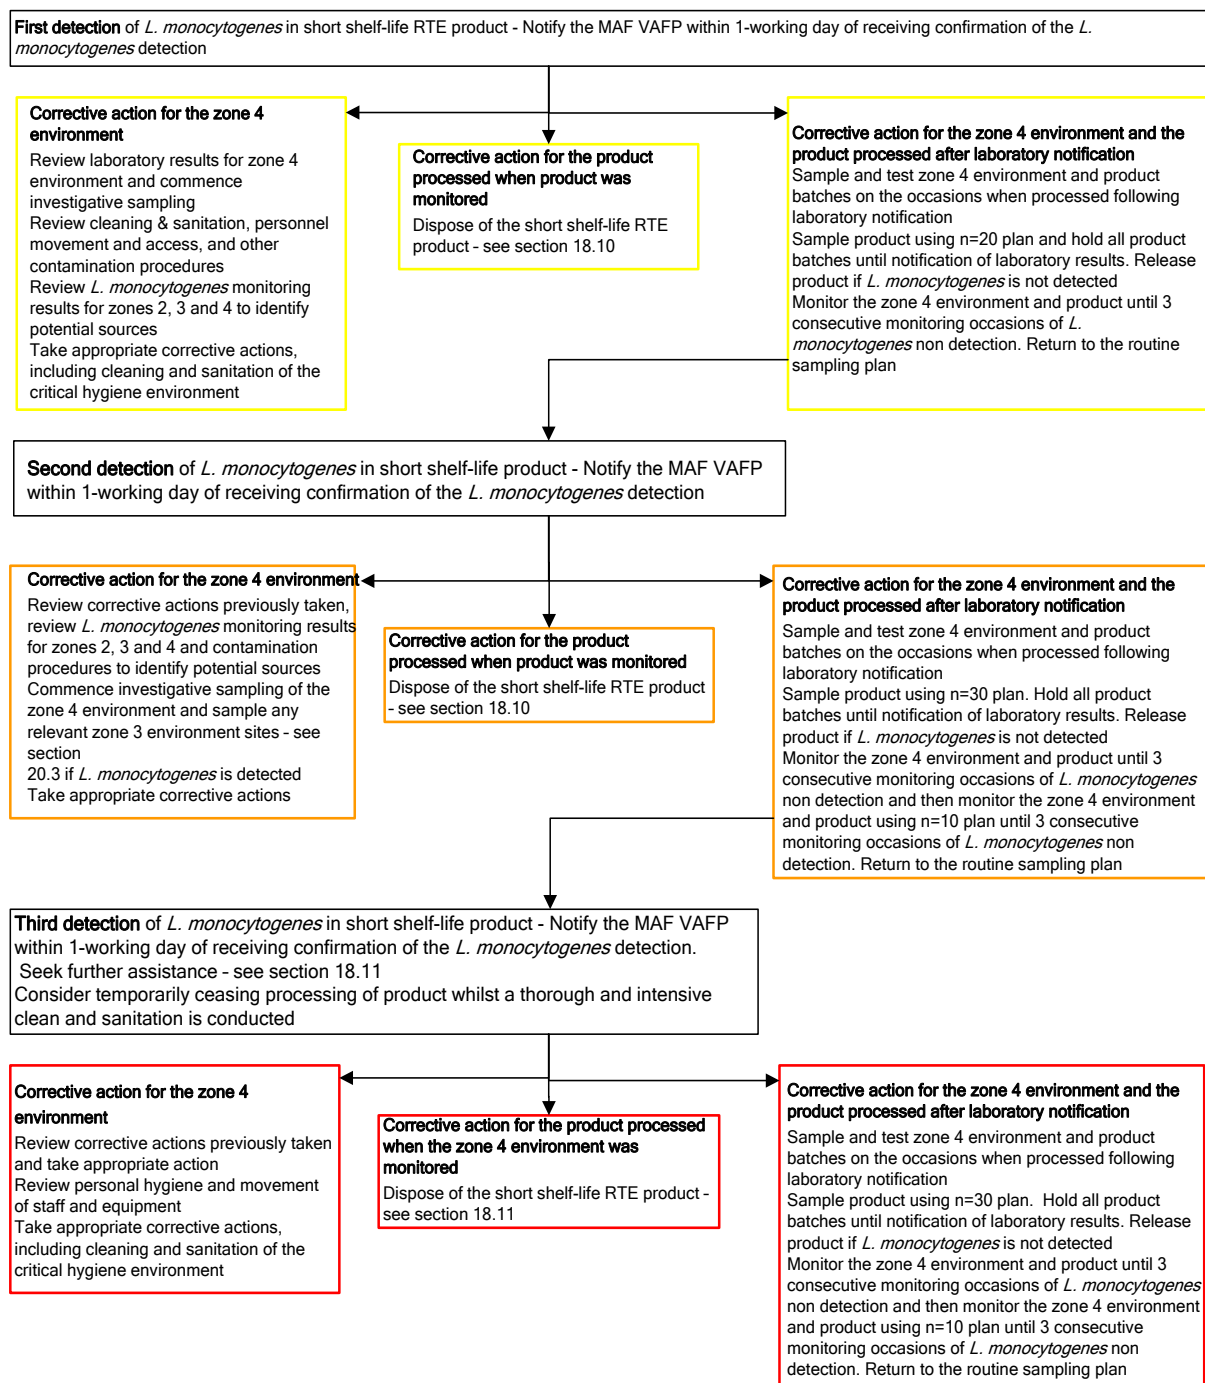 First detection of L. monocytogenes in short shelf-life RTE product - Notify the MAF VAFP within 1-working day of receiving confirmation of the L.
monocytogenes detection
Corrective action for the zone 4
environment
Review laboratory results for zone 4
environment and commence
investigative sampling
Review cleaning & sanitation, personnel
movement and access, and other
contamination procedures
Review L. monocytogenes monitoring
results for zones 2, 3 and 4 to identify
potential sources
Take appropriate corrective actions,
including cleaning and sanitation of the
critical hygiene environment
Corrective action for the product
processed when product was
monitored
Dispose of the short shelf-life RTE
product - see section 18.10
Corrective action for the zone 4 environment and the
product processed after laboratory notification
Sample and test zone 4 environment and product
batches on the occasions when processed following
laboratory notification
Sample product using n=20 plan and hold all product
batches until notification of laboratory results. Release
product if L. monocytogenes is not detected
Monitor the zone 4 environment and product until 3
consecutive monitoring occasions of L.
monocytogenes non detection. Return to the routine
sampling plan
Second detection of L. monocytogenes in short shelf-life product - Notify the MAF VAFP
within 1-working day of receiving confirmation of the L. monocytogenes detection
Corrective action for the zone 4 environment
Review corrective actions previously taken,
review L. monocytogenes monitoring results
for zones 2, 3 and 4 and contamination
procedures to identify potential sources
Commence investigative sampling of the
zone 4 environment and sample any
relevant zone 3 environment sites - see
section
20.3 if L. monocytogenes is detected
Take appropriate corrective actions
Corrective action for the product
processed when product was monitored
Dispose of the short shelf-life RTE product
- see section 18.10
Corrective action for the zone 4 environment and the
product processed after laboratory notification
Sample and test zone 4 environment and product
batches on the occasions when processed following
laboratory notification
Sample product using n=30 plan. Hold all product
batches until notification of laboratory results. Release
product if L. monocytogenes is not detected
Monitor the zone 4 environment and product until 3
consecutive monitoring occasions of L. monocytogenes
non detection and then monitor the zone 4 environment
and product using n=10 plan until 3 consecutive
monitoring occasions of L. monocytogenes non
detection. Return to the routine sampling plan
Third detection of L. monocytogenes in short shelf-life product - Notify the MAF VAFP
within 1-working day of receiving confirmation of the L. monocytogenes detection.
Seek further assistance - see section 18.11
Consider temporarily ceasing processing of product whilst a thorough and intensive
clean and sanitation is conducted
Corrective action for the zone 4
environment
Review corrective actions previously taken
and take appropriate action
Review personal hygiene and movement
of staff and equipment
Take appropriate corrective actions,
including cleaning and sanitation of the
critical hygiene environment
Corrective action for the product processed
when the zone 4 environment was
monitored
Dispose of the short shelf-life RTE product -
see section 18.11
Corrective action for the zone 4 environment and the
product processed after laboratory notification
Sample and test zone 4 environment and product
batches on the occasions when processed following
laboratory notification
Sample product using n=30 plan.  Hold all product
batches until notification of laboratory results. Release
product if L. monocytogenes is not detected
Monitor the zone 4 environment and product until 3
consecutive monitoring occasions of L. monocytogenes
non detection and then monitor the zone 4 environment
and product using n=10 plan until 3 consecutive
monitoring occasions of L. monocytogenes non
detection. Return to the routine sampling plan